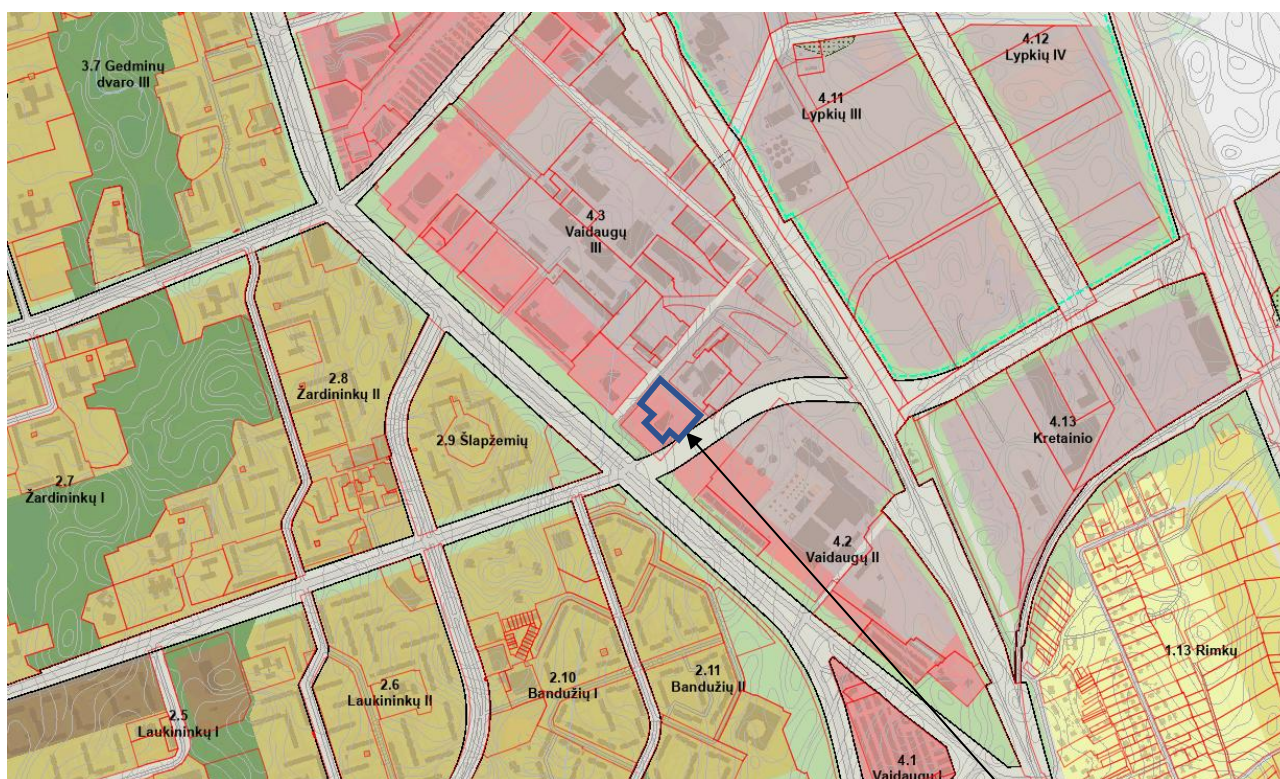 4.12
Lypkių IV
3.7 Gedminų
dvaro III
4.11
Lypkių III
4.3
Vaidaugų
III
2.8
Žardininkų II
2.9 Šlapžemių
4.13
Kretainio
2.7
Žardininkų I
4.2
Vaidaugų II
1.13 Rimkų
2.6
Laukininkų II
2.10
Bandužių I
2.11
Bandužių II
2.5
Laukininkų I
4.1
Vaidaugų I